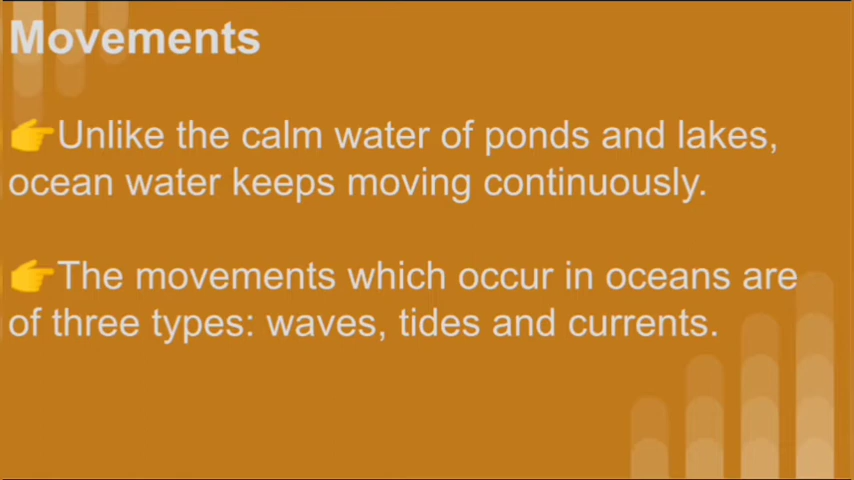 Movements
👉Unlike the calm water of ponds and lakes,
ocean water keeps moving continuously.
👉The movements which occur in oceans are
of three types: waves, tides and currents.